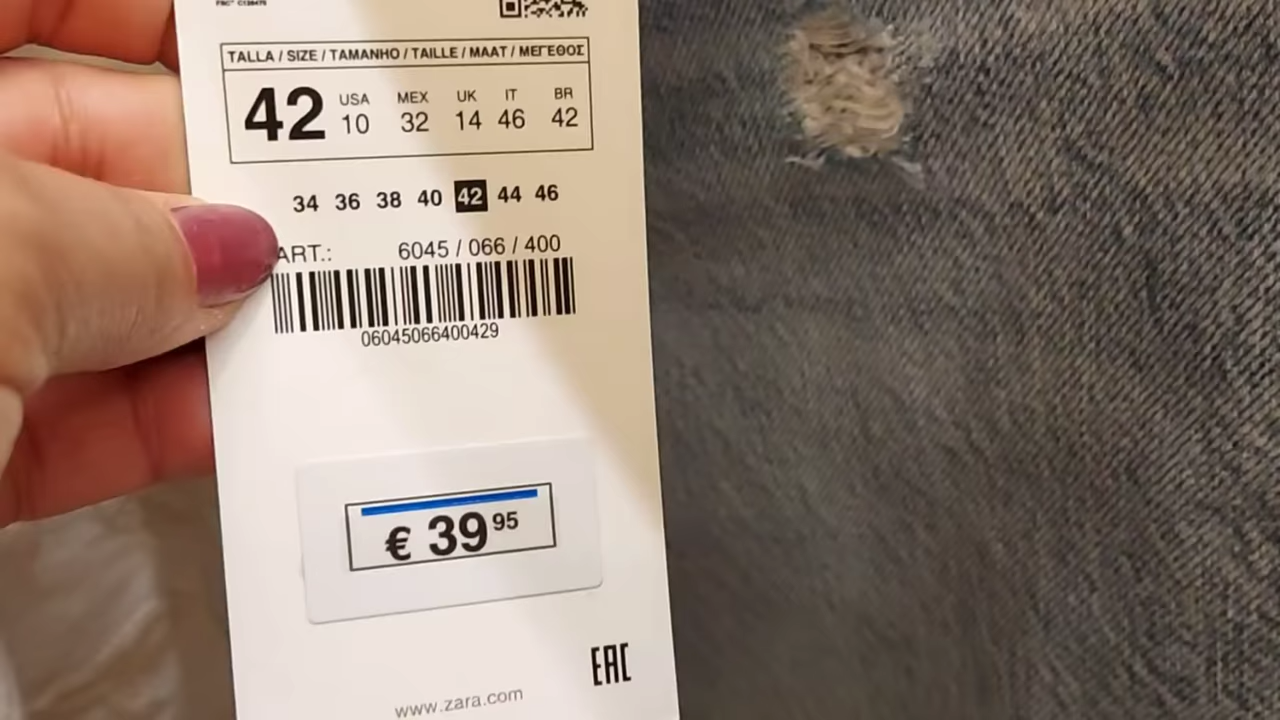 TALLA / SIZE / TAMANHO / TAILLE / MAAT / ΜΕΓΕΘΟΣ
42 USA 10 MEX 32 UK 14 IT 46 BR 42
34 36 38 40 42 44 46
ART.: 6045 / 066 / 400
06045066400429
€ 39 95
EAC
www.zara.com